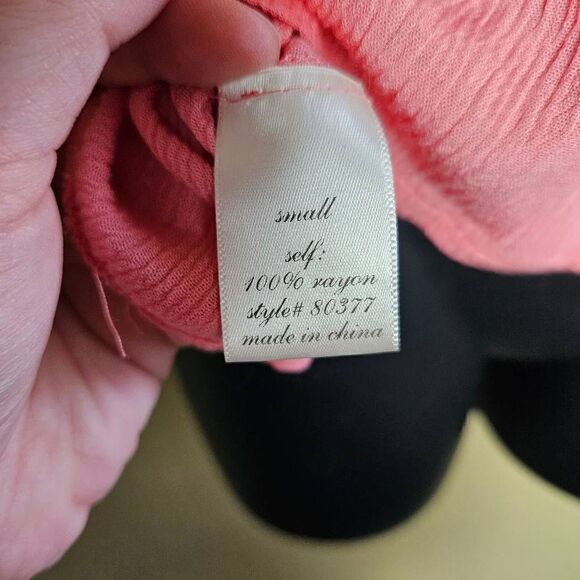 small
self:
100% rayon
style# 80377
made in china